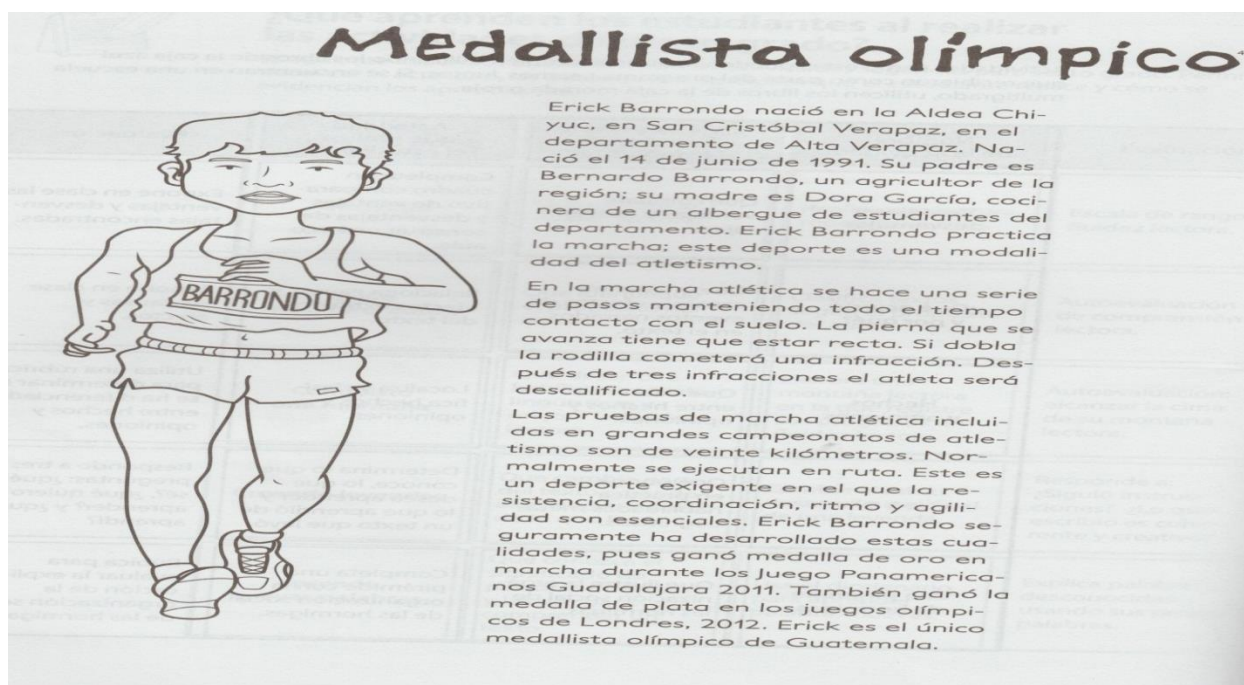 Medallista olímpico
Erick Barrondo nació en la Aldea Chi-
yuc, en San Cristóbal Verapaz, en el
departamento de Alta Verapaz. Na-
ció el 14 de junio de 1991. Su padre es
Bernardo Barrondo, un agricultor de la
región; su madre es Dora García, coci-
nera de un albergue de estudiantes del
departamento. Erick Barrondo practica
la marcha; este deporte es una modali-
dad del atletismo.
En la marcha atlética se hace una serie
de pasos manteniendo todo el tiempo
contacto con el suelo. La pierna que se
avanza tiene que estar recta. Si dobla
la rodilla cometerá una infracción. Des-
pués de tres infracciones el atleta será
descalificado.
Las pruebas de marcha atlética inclui-
das en grandes campeonatos de atle-
tismo son de veinte kilómetros. Nor-
malmente se ejecutan en ruta. Este es
un deporte exigente en el que la re-
sistencia, coordinación, ritmo y agili-
dad son esenciales. Erick Barrondo se-
guramente ha desarrollado estas cua-
lidades, pues ganó medalla de oro en
marcha durante los Juego Panamerica-
nos Guadalajara 2011. También ganó la
medalla de plata en los juegos olímpi-
cos de Londres, 2012. Erick es el único
medallista olímpico de Guatemala.
BARRONDO